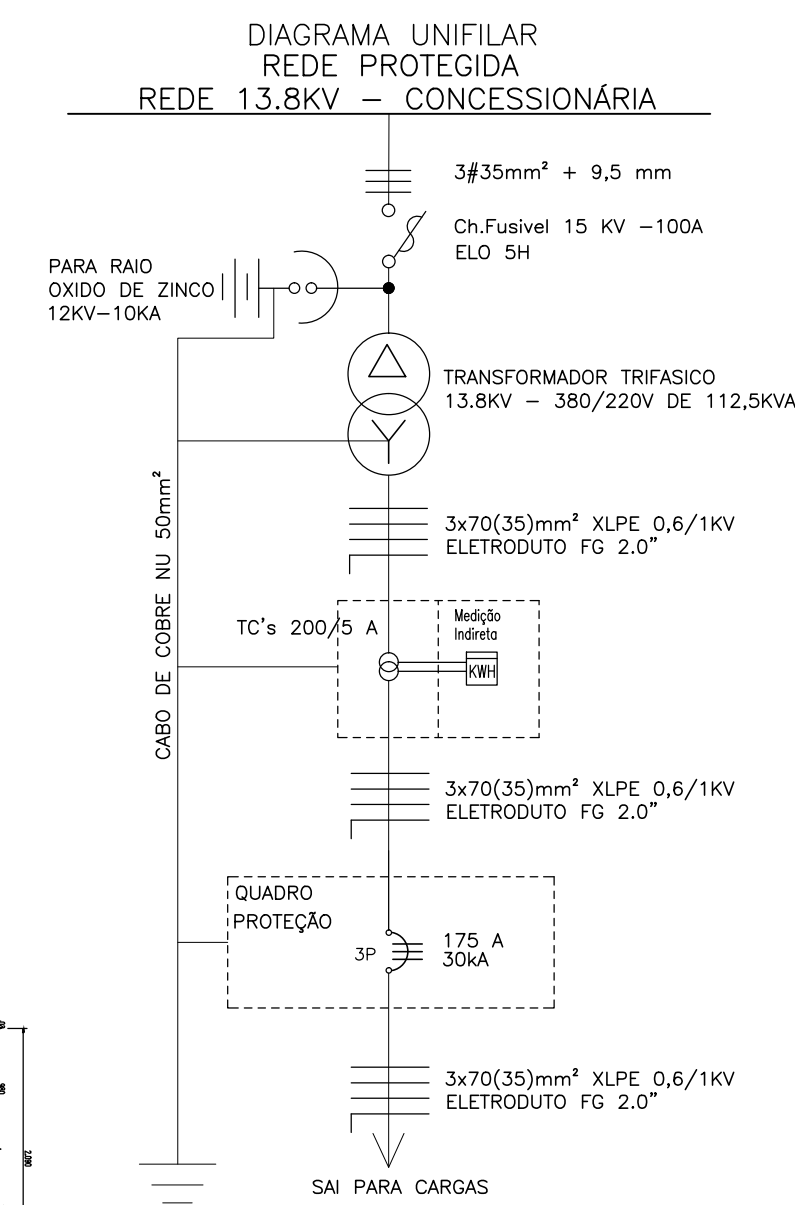 DIAGRAMA UNIFILAR
REDE PROTEGIDA
REDE 13.8KV – CONCESSIONÁRIA
3#35mm² + 9,5 mm
Ch.Fusivel 15 KV –100A
ELO 5H
PARA RAIO
OXIDO DE ZINCO
12KV–10KA
TRANSFORMADOR TRIFASICO
13.8KV – 380/220V DE 112,5KVA
CABO DE COBRE NU 50mm²
3x70(35)mm² XLPE 0,6/1KV
ELETRODUTO FG 2.0"
TC's 200/5 A
Medição
Indireta
KWH
3x70(35)mm² XLPE 0,6/1KV
ELETRODUTO FG 2.0"
QUADRO
PROTEÇÃO
3P
175 A
30kA
3x70(35)mm² XLPE 0,6/1KV
ELETRODUTO FG 2.0"
SAI PARA CARGAS